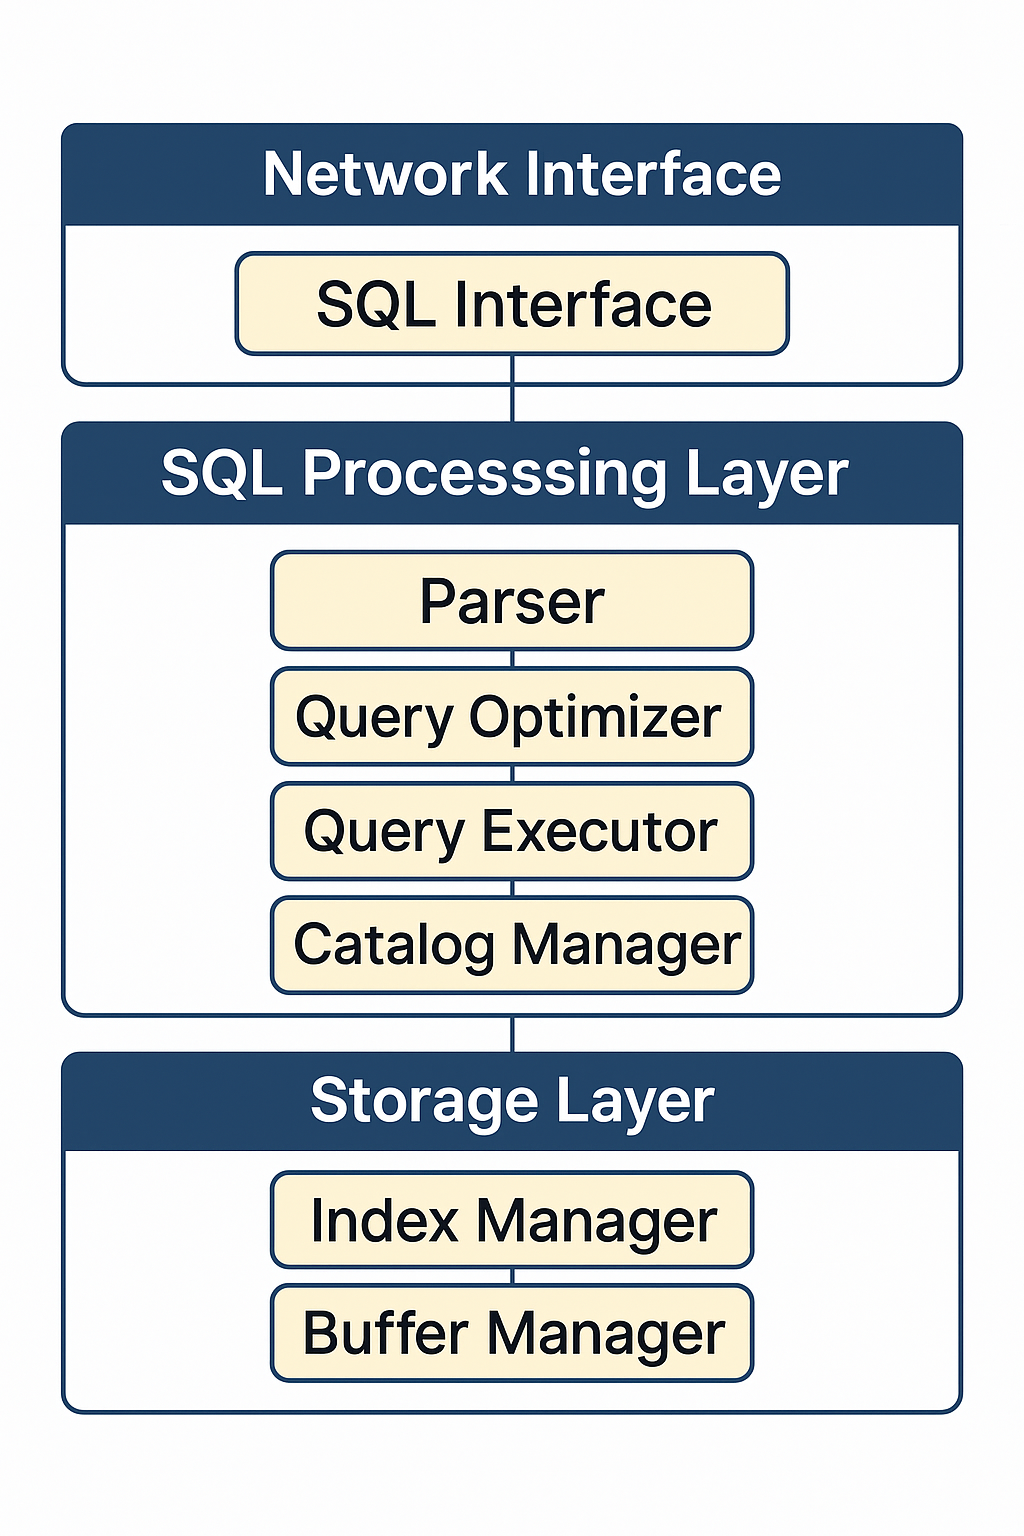 Network Interface
SQL Interface
SQL Processsing Layer
Parser
Query Optimizer
Query Executor
Catalog Manager
Storage Layer
Index Manager
Buffer Manager